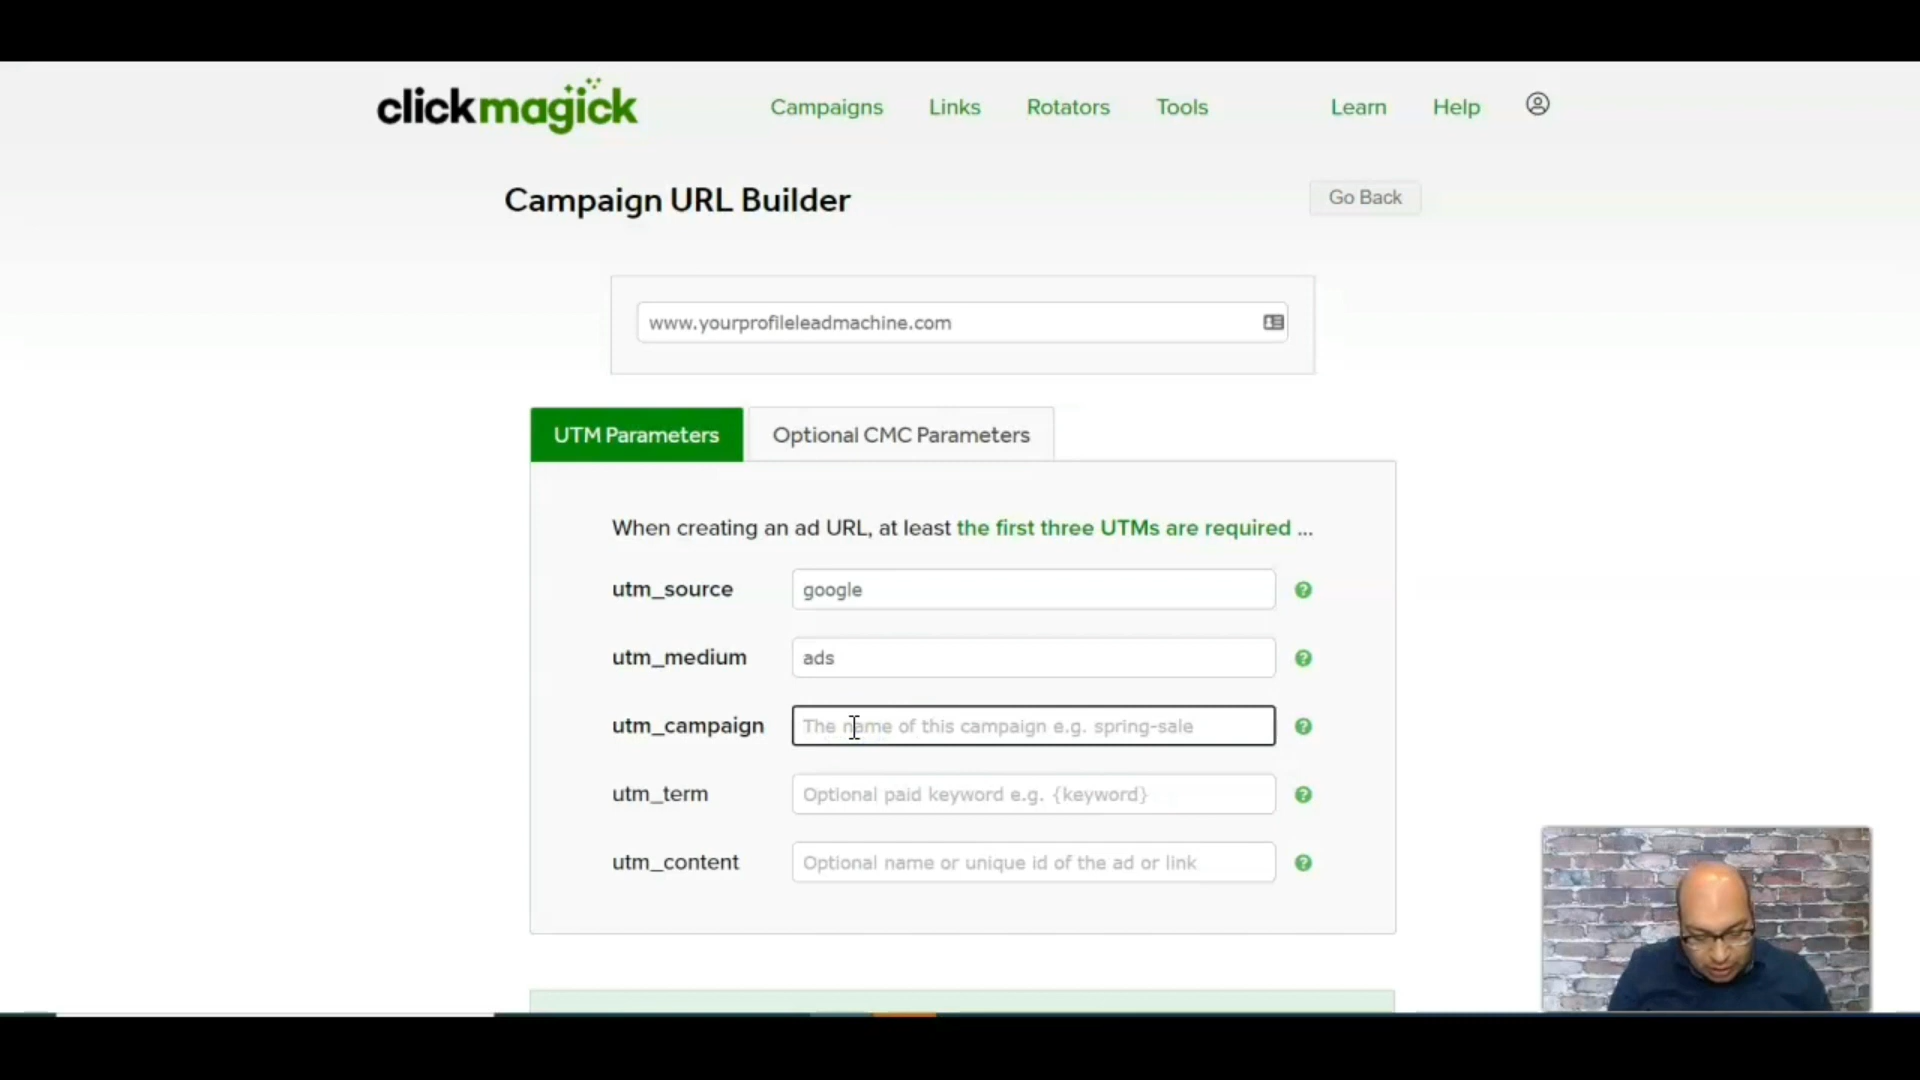 clickmagick
Campaigns Links Rotators Tools Learn Help
Campaign URL Builder
Go Back
www.yourprofileleadmachine.com
UTM Parameters Optional CMC Parameters
When creating an ad URL, at least the first three UTMs are required ...
utm_source google ?
utm_medium ads ?
utm_campaign The name of this campaign e.g. spring-sale ?
utm_term Optional paid keyword e.g. {keyword} ?
utm_content Optional name or unique id of the ad or link ?